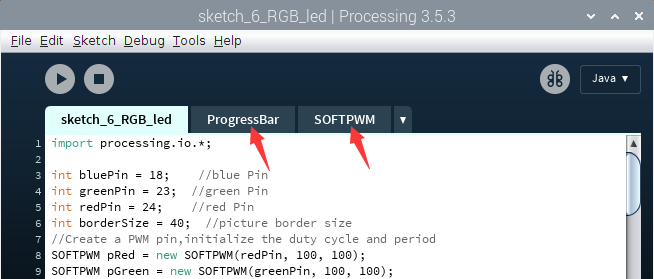 sketch_6_RGB_led | Processing 3.5.3
File Edit Sketch Debug Tools Help
Java ▼
sketch_6_RGB_led ProgressBar SOFTPWM ▼
1 import processing.io.*;
2
3 int bluePin = 18;    //blue Pin
4 int greenPin = 23;  //green Pin
5 int redPin = 24;    //red Pin
6 int borderSize = 40;  //picture border size
7 //Create a PWM pin,initialize the duty cycle and period
8 SOFTPWM pRed = new SOFTPWM(redPin, 100, 100);
9 SOFTPWM pGreen = new SOFTPWM(greenPin, 100, 100);